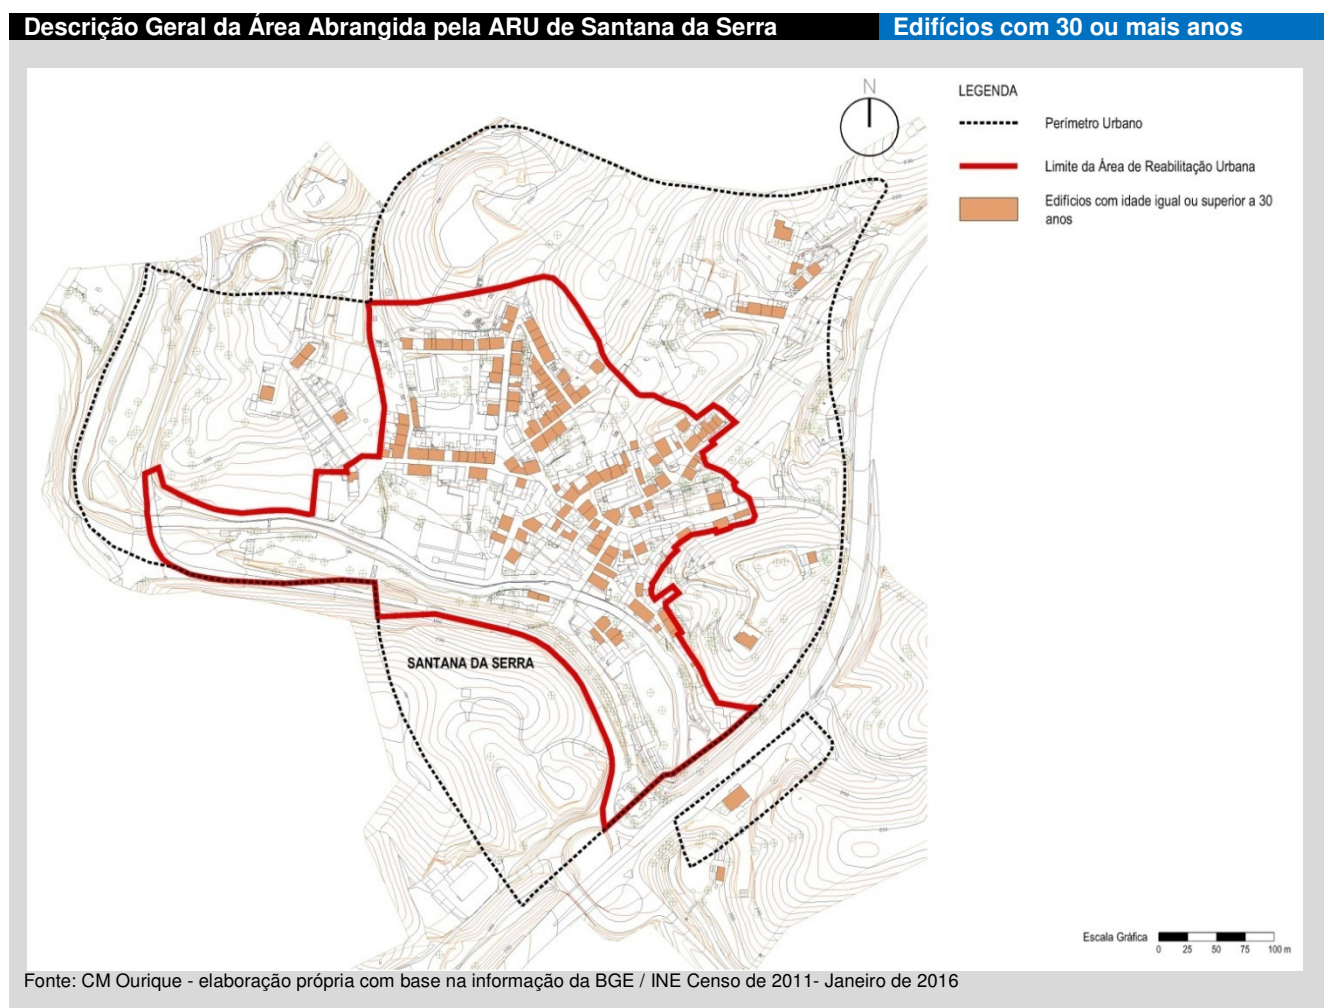 Descrição Geral da Área Abrangida pela ARU de Santana da Serra
Edifícios com 30 ou mais anos
N
LEGENDA
Perímetro Urbano
Limite da Área de Reabilitação Urbana
Edifícios com idade igual ou superior a 30
anos
SANTANA DA SERRA
Escala Gráfica
0 25 50 75 100 m
Fonte: CM Ourique - elaboração própria com base na informação da BGE / INE Censo de 2011- Janeiro de 2016